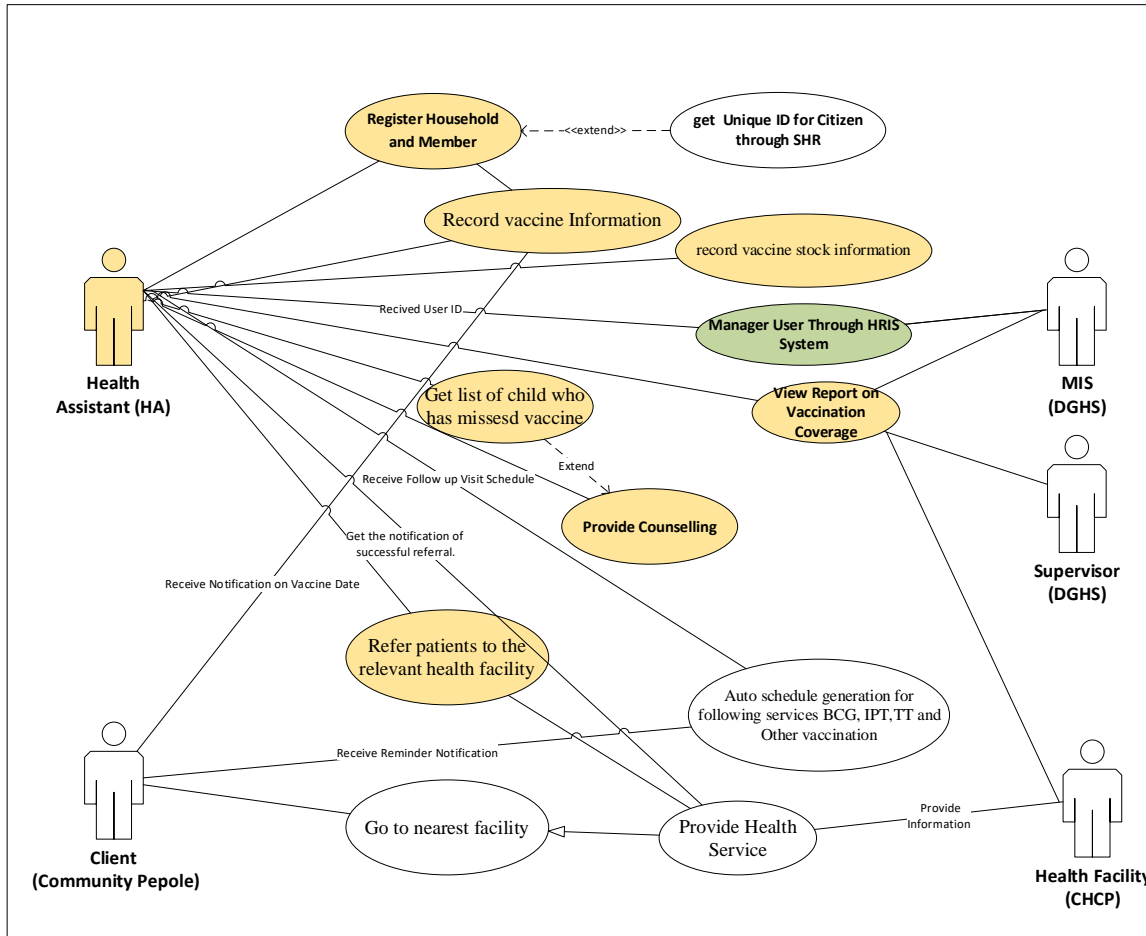 Register Household
and Member
<<extend>>
get Unique ID for Citizen
through SHR
Record vaccine Information
record vaccine stock information
Recived User ID
Manager User Through HRIS
System
Health
Assistant (HA)
MIS
(DGHS)
Get list of child who
has missesd vaccine
View Report on
Vaccination
Coverage
Extend
Receive Follow up Visit Schedule
Provide Counselling
Get the notification of
successful referral.
Supervisor
(DGHS)
Receive Notification on Vaccine Date
Refer patients to the
relevant health facility
Auto schedule generation for
following services BCG, IPT,TT and
Other vaccination
Receive Reminder Notification
Go to nearest facility
Provide Health
Service
Provide
Information
Client
(Community Pepole)
Health Facility
(CHCP)